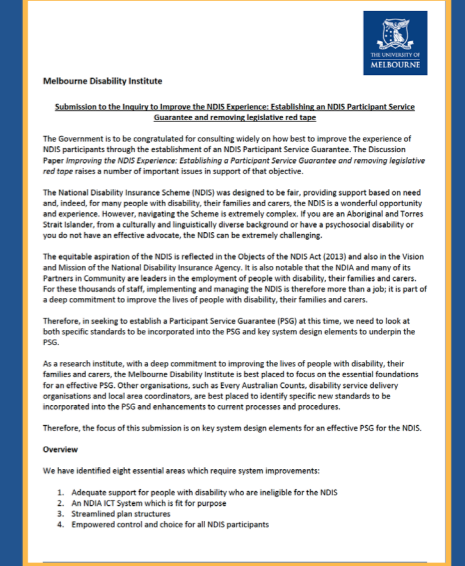 THE UNIVERSITY OF
MELBOURNE
Melbourne Disability Institute
Submission to the Inquiry to Improve the NDIS Experience: Establishing an NDIS Participant Service
Guarantee and removing legislative red tape
The Government is to be congratulated for consulting widely on how best to improve the experience of
NDIS participants through the establishment of an NDIS Participant Service Guarantee. The Discussion
Paper Improving the NDIS Experience: Establishing a Participant Service Guarantee and removing legislative
red tape raises a number of important issues in support of that objective.
The National Disability Insurance Scheme (NDIS) was designed to be fair, providing support based on need
and, indeed, for many people with disability, their families and carers, the NDIS is a wonderful opportunity
and experience. However, navigating the Scheme is extremely complex. If you are an Aboriginal and Torres
Strait Islander, from a culturally and linguistically diverse background or have a psychosocial disability or
you do not have an effective advocate, the NDIS can be extremely challenging.
The equitable aspiration of the NDIS is reflected in the Objects of the NDIS Act (2013) and also in the Vision
and Mission of the National Disability Insurance Agency. It is also notable that the NDIA and many of its
Partners in Community are leaders in the employment of people with disability, their families and carers.
For these thousands of staff, implementing and managing the NDIS is therefore more than a job; it is part of
a deep commitment to improve the lives of people with disability, their families and carers.
Therefore, in seeking to establish a Participant Service Guarantee (PSG) at this time, we need to look at
both specific standards to be incorporated into the PSG and key system design elements to underpin the
PSG.
As a research institute, with a deep commitment to improving the lives of people with disability, their
families and carers, the Melbourne Disability Institute is best placed to focus on the essential foundations
for an effective PSG. Other organisations, such as Every Australian Counts, disability service delivery
organisations and local area coordinators, are best placed to identify specific new standards to be
incorporated into the PSG and enhancements to current processes and procedures.
Therefore, the focus of this submission is on key system design elements for an effective PSG for the NDIS.
Overview
We have identified eight essential areas which require system improvements:
1. Adequate support for people with disability who are ineligible for the NDIS
2. An NDIA ICT System which is fit for purpose
3. Streamlined plan structures
4. Empowered control and choice for all NDIS participants